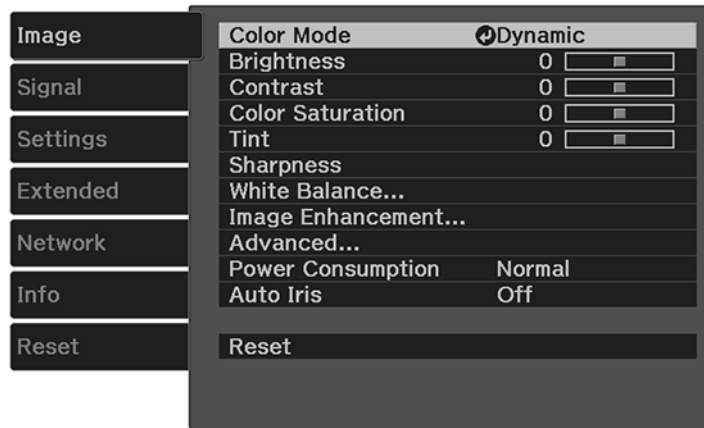 Image
Signal
Settings
Extended
Network
Info
Reset
Color Mode Dynamic
Brightness 0
Contrast 0
Color Saturation 0
Tint 0
Sharpness
White Balance...
Image Enhancement...
Advanced...
Power Consumption Normal
Auto Iris Off
Reset